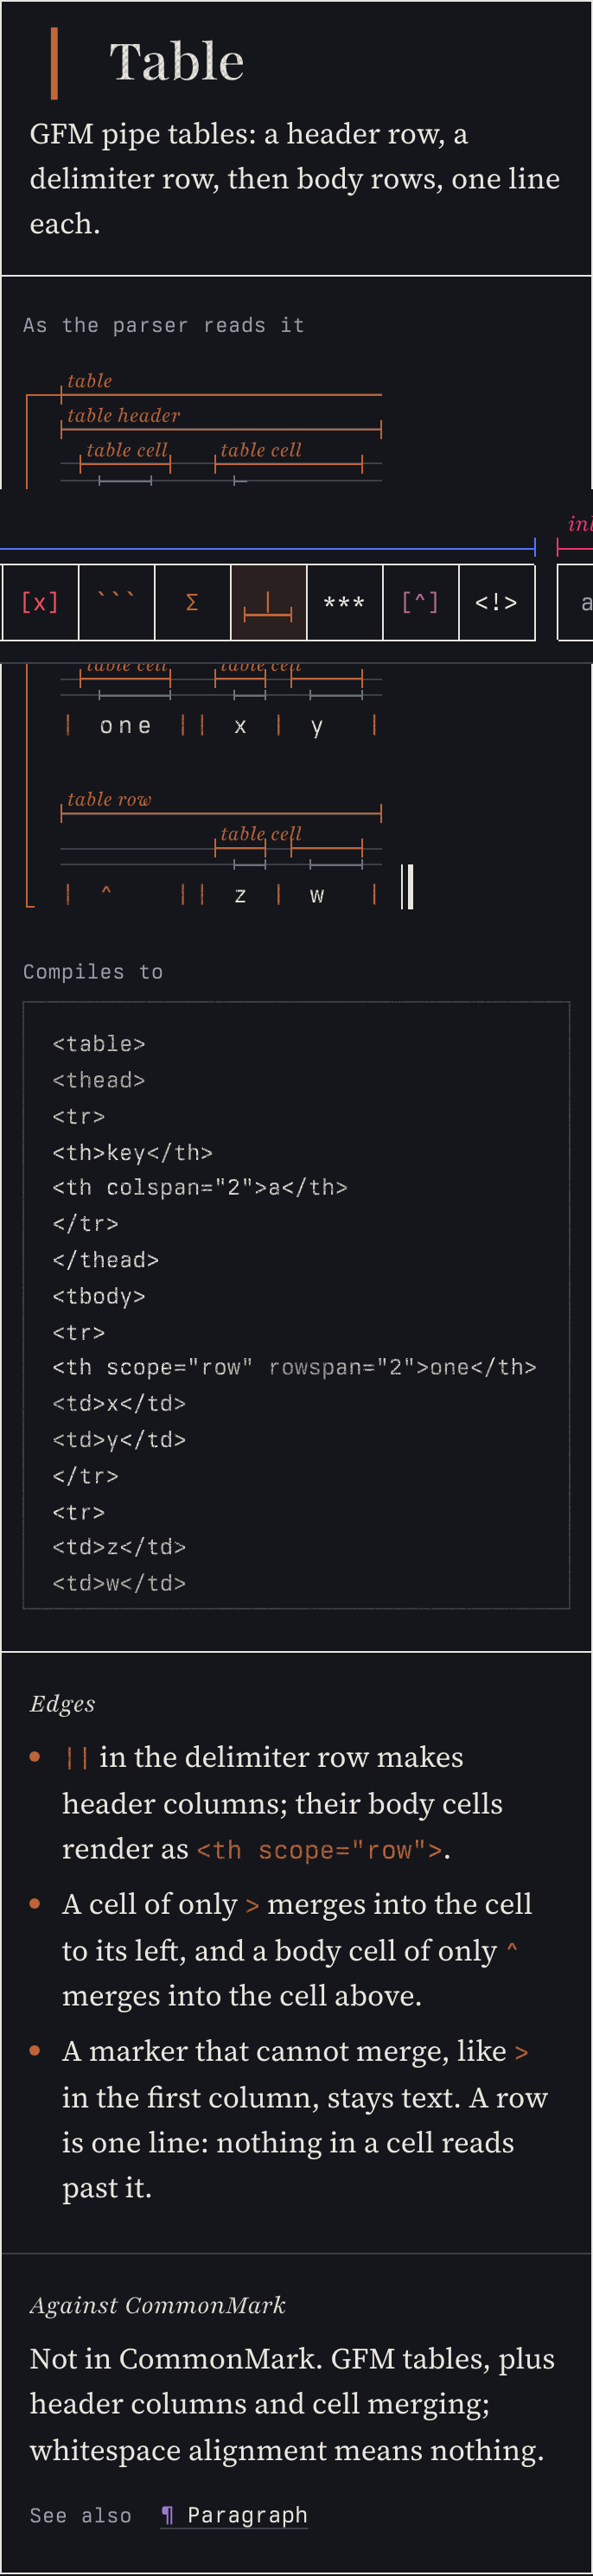 Table
GFM pipe tables: a header row, a
delimiter row, then body rows, one line
each.
As the parser reads it
table
table header
table cell table cell
[x] ``` Σ | *** [^] <!>
table cell table cell
| one || x | y |
table row
table cell
| ^ || z | w |
Compiles to
<table>
<thead>
<tr>
<th>key</th>
<th colspan="2">a</th>
</tr>
</thead>
<tbody>
<tr>
<th scope="row" rowspan="2">one</th>
<td>x</td>
<td>y</td>
</tr>
<tr>
<td>z</td>
<td>w</td>
Edges
• || in the delimiter row makes
header columns; their body cells
render as <th scope="row">.
• A cell of only > merges into the cell
to its left, and a body cell of only ^
merges into the cell above.
• A marker that cannot merge, like >
in the first column, stays text. A row
is one line: nothing in a cell reads
past it.
Against CommonMark
Not in CommonMark. GFM tables, plus
header columns and cell merging;
whitespace alignment means nothing.
See also ¶ Paragraph